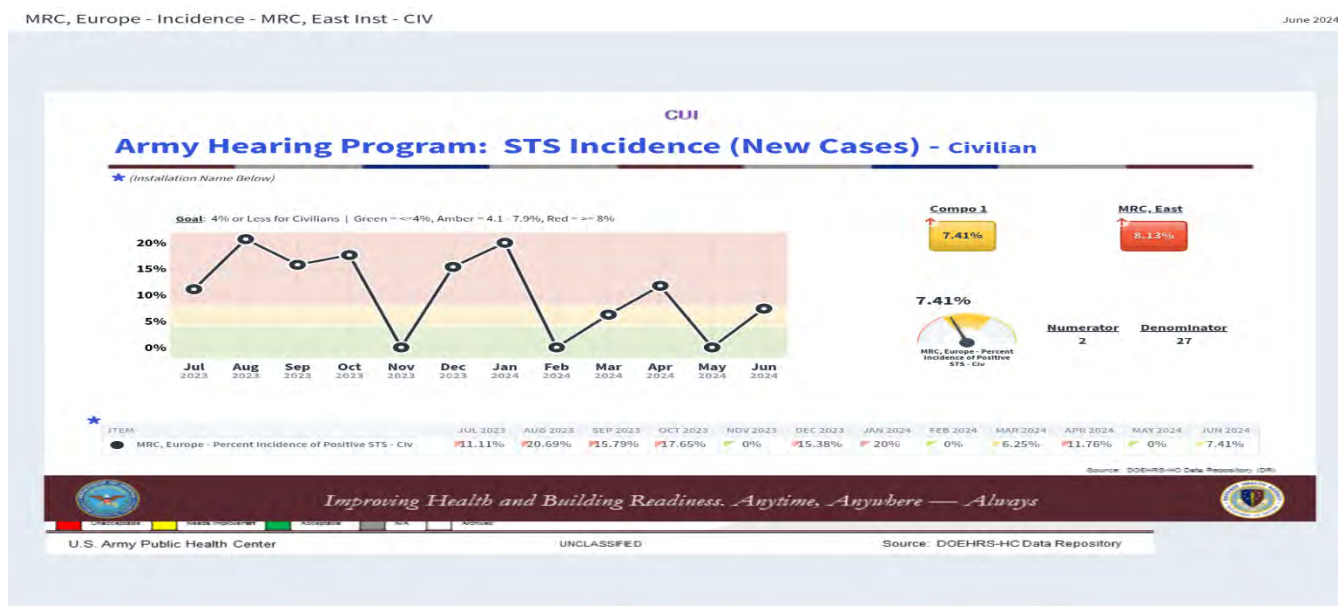 MRC, Europe - Incidence - MRC, East Inst - CIV
June 2024
CUI
Army Hearing Program: STS Incidence (New Cases) - Civilian
★ (Installation Name Below)
Goal: 4% or Less for Civilians | Green = <=4%, Amber = 4.1 - 7.9%, Red = >= 8%
Compo 1 MRC, East
↑ 7.41% ↑ 8.13%
20%
15%
10%
5%
0%
Jul Aug Sep Oct Nov Dec Jan Feb Mar Apr May Jun
2023 2023 2023 2023 2023 2023 2024 2024 2024 2024 2024 2024
7.41%
MRC, Europe - Percent
Incidence of Positive
STS - Civ
Numerator Denominator
2 27
★
ITEM JUL 2023 AUG 2023 SEP 2023 OCT 2023 NOV 2023 DEC 2023 JAN 2024 FEB 2024 MAR 2024 APR 2024 MAY 2024 JUN 2024
MRC, Europe - Percent Incidence of Positive STS - Civ 11.11% 20.69% 15.79% 17.65% 0% 15.38% 20% 0% 6.25% 11.76% 0% 7.41%
Source: DOEHRS-HC Data Repository (DR)
Improving Health and Building Readiness. Anytime, Anywhere — Always
Unacceptable Needs Improvement Acceptable N/A Archived
U.S. Army Public Health Center UNCLASSIFIED Source: DOEHRS-HC Data Repository